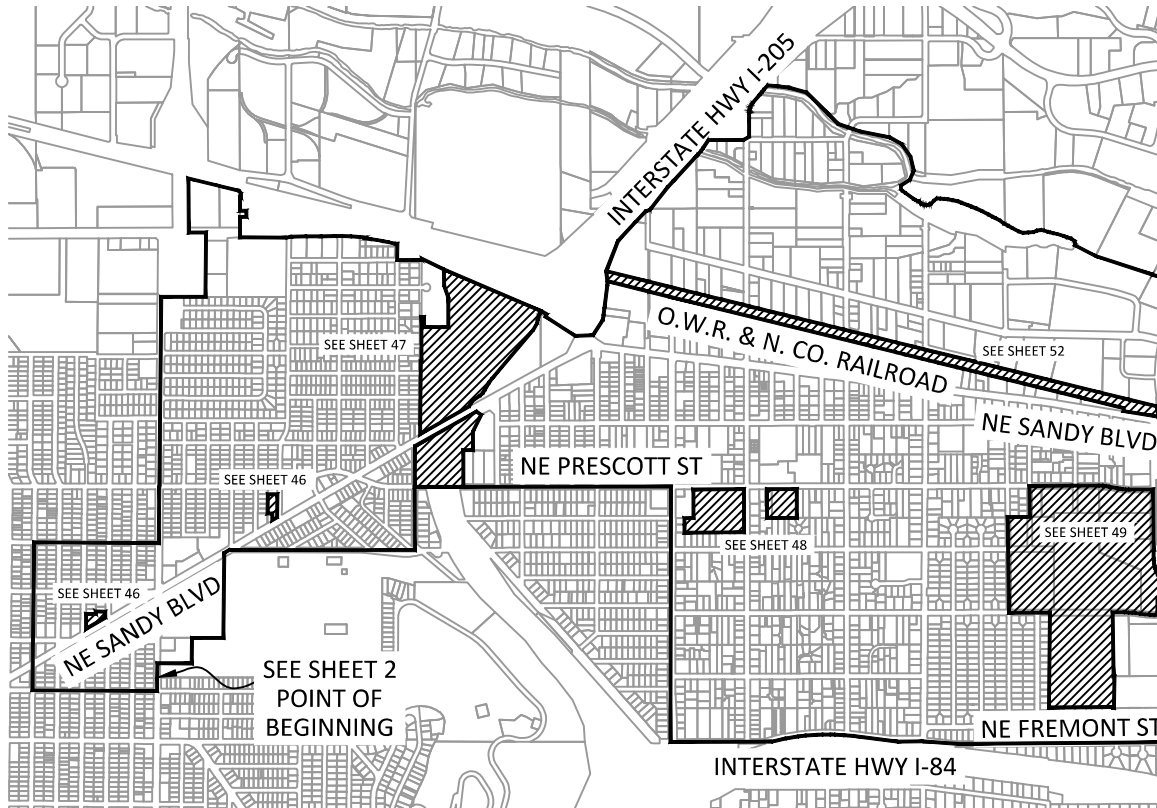 INTERSTATE HWY I-205
SEE SHEET 47
O.W.R. & N. CO. RAILROAD
SEE SHEET 52
NE SANDY BLVD
NE PRESCOTT ST
SEE SHEET 46
SEE SHEET 48
SEE SHEET 49
SEE SHEET 46
NE SANDY BLVD
SEE SHEET 2
POINT OF
BEGINNING
NE FREMONT ST
INTERSTATE HWY I-84